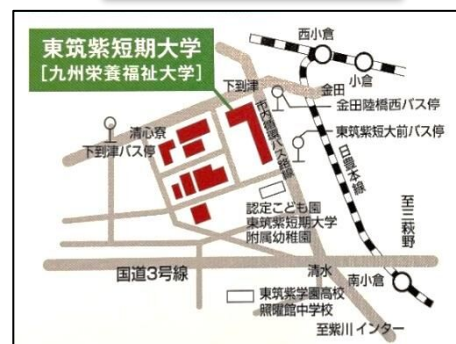 東筑紫短期大学
[九州栄養福祉大学]
西小倉
小倉
下到津
金田
金田陸橋西バス停
清心寮
下到津バス停
市内循環バス路線
東筑紫短大前バス停
日豊本線
認定こども園
東筑紫短期大学
附属幼稚園
至三萩野
国道3号線
清水
南小倉
東筑紫学園高校
照曜館中学校
至紫川インター